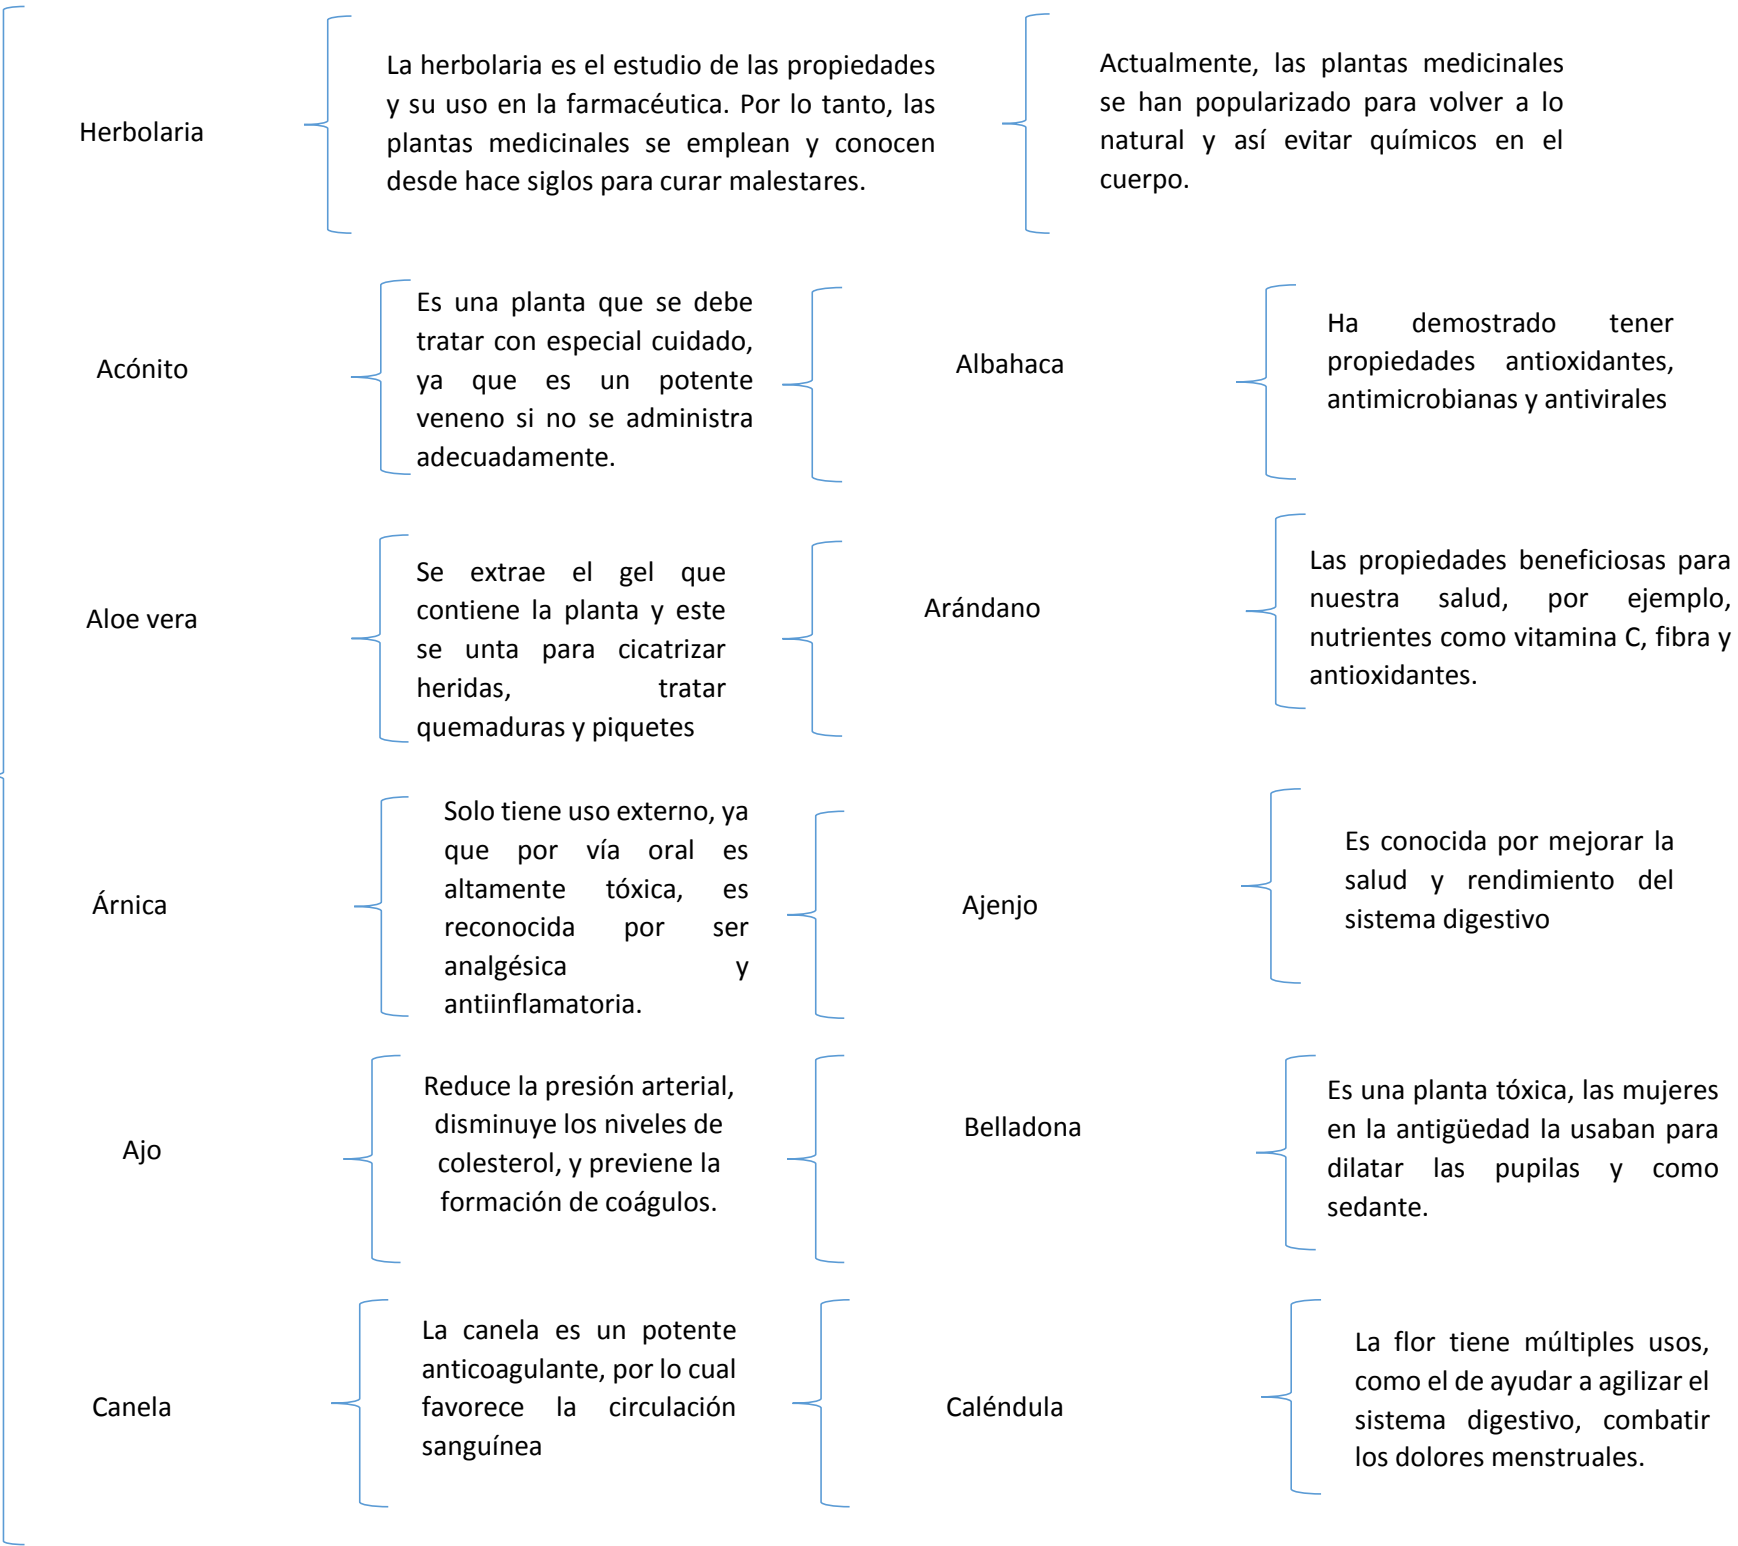 Herbolaria
La herbolaria es el estudio de las propiedades
y su uso en la farmacéutica. Por lo tanto, las
plantas medicinales se emplean y conocen
desde hace siglos para curar malestares.
Actualmente, las plantas medicinales
se han popularizado para volver a lo
natural y así evitar químicos en el
cuerpo.
Acónito
Es una planta que se debe
tratar con especial cuidado,
ya que es un potente
veneno si no se administra
adecuadamente.
Albahaca
Ha demostrado tener
propiedades antioxidantes,
antimicrobianas y antivirales
Aloe vera
Se extrae el gel que
contiene la planta y este
se unta para cicatrizar
heridas, tratar
quemaduras y piquetes
Arándano
Las propiedades beneficiosas para
nuestra salud, por ejemplo,
nutrientes como vitamina C, fibra y
antioxidantes.
Árnica
Solo tiene uso externo, ya
que por vía oral es
altamente tóxica, es
reconocida por ser
analgésica y
antiinflamatoria.
Ajenjo
Es conocida por mejorar la
salud y rendimiento del
sistema digestivo
Ajo
Reduce la presión arterial,
disminuye los niveles de
colesterol, y previene la
formación de coágulos.
Belladona
Es una planta tóxica, las mujeres
en la antigüedad la usaban para
dilatar las pupilas y como
sedante.
Canela
La canela es un potente
anticoagulante, por lo cual
favorece la circulación
sanguínea
Caléndula
La flor tiene múltiples usos,
como el de ayudar a agilizar el
sistema digestivo, combatir
los dolores menstruales.